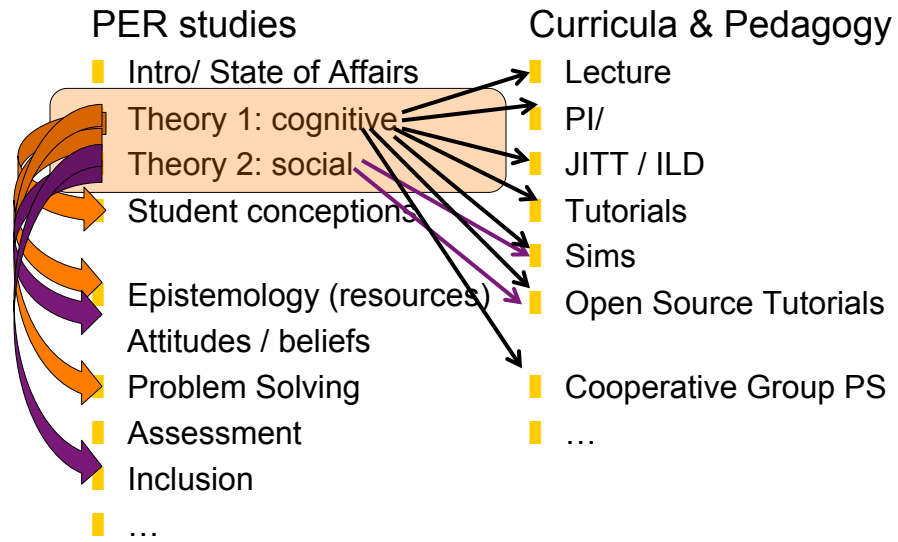 PER studies
Intro/ State of Affairs
Theory 1: cognitive
Theory 2: social
Student conceptions
Epistemology (resources)
Attitudes / beliefs
Problem Solving
Assessment
Inclusion
…
Curricula & Pedagogy
Lecture
PI/
JITT / ILD
Tutorials
Sims
Open Source Tutorials
Cooperative Group PS
…